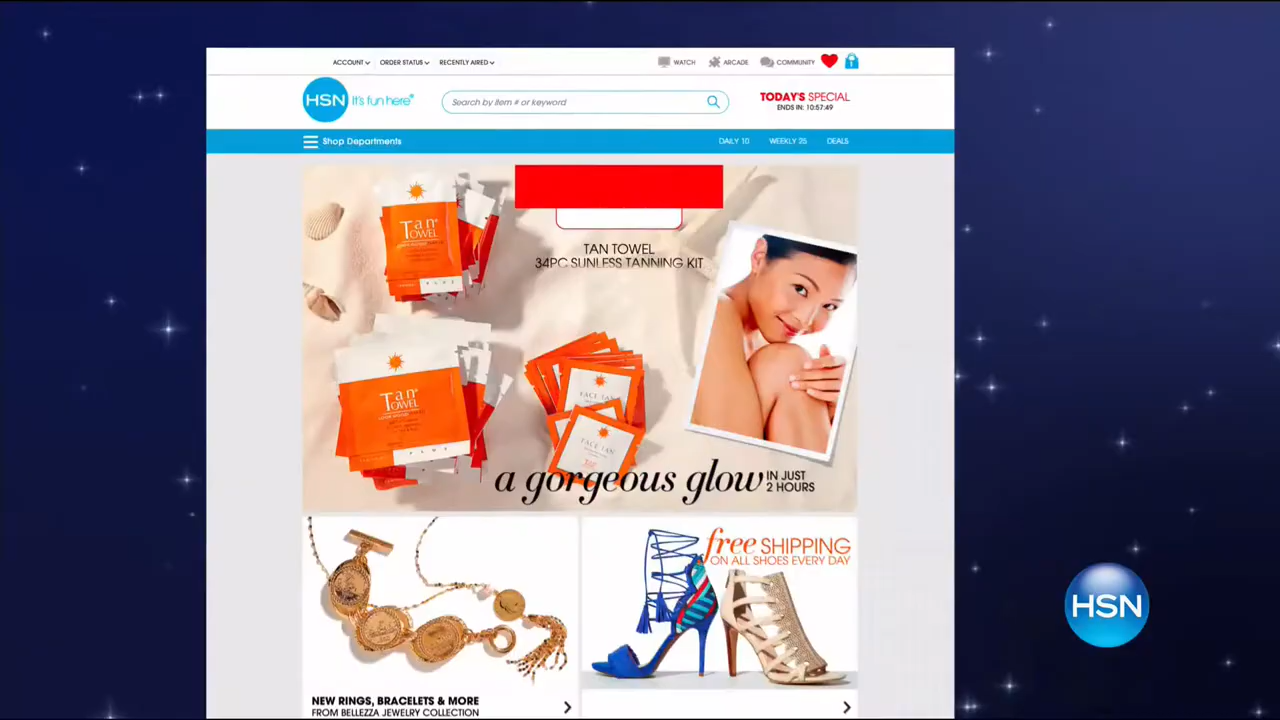 ACCOUNT ORDER STATUS RECENTLY AIRED WATCH ARCADE COMMUNITY
HSN It's fun here
Search by item # or keyword
TODAY'S SPECIAL
ENDS IN: 10:57:49
Shop Departments DAILY 10 WEEKLY 25 DEALS
Tan
TOWEL
PLUS
TAN TOWEL
34PC SUNLESS TANNING KIT
Tan
TOWEL
PLUS
FACE TAN
FACE TAN
a gorgeous glow IN JUST
2 HOURS
free SHIPPING
ON ALL SHOES EVERY DAY
HSN
NEW RINGS, BRACELETS & MORE
FROM BELLEZZA JEWELRY COLLECTION